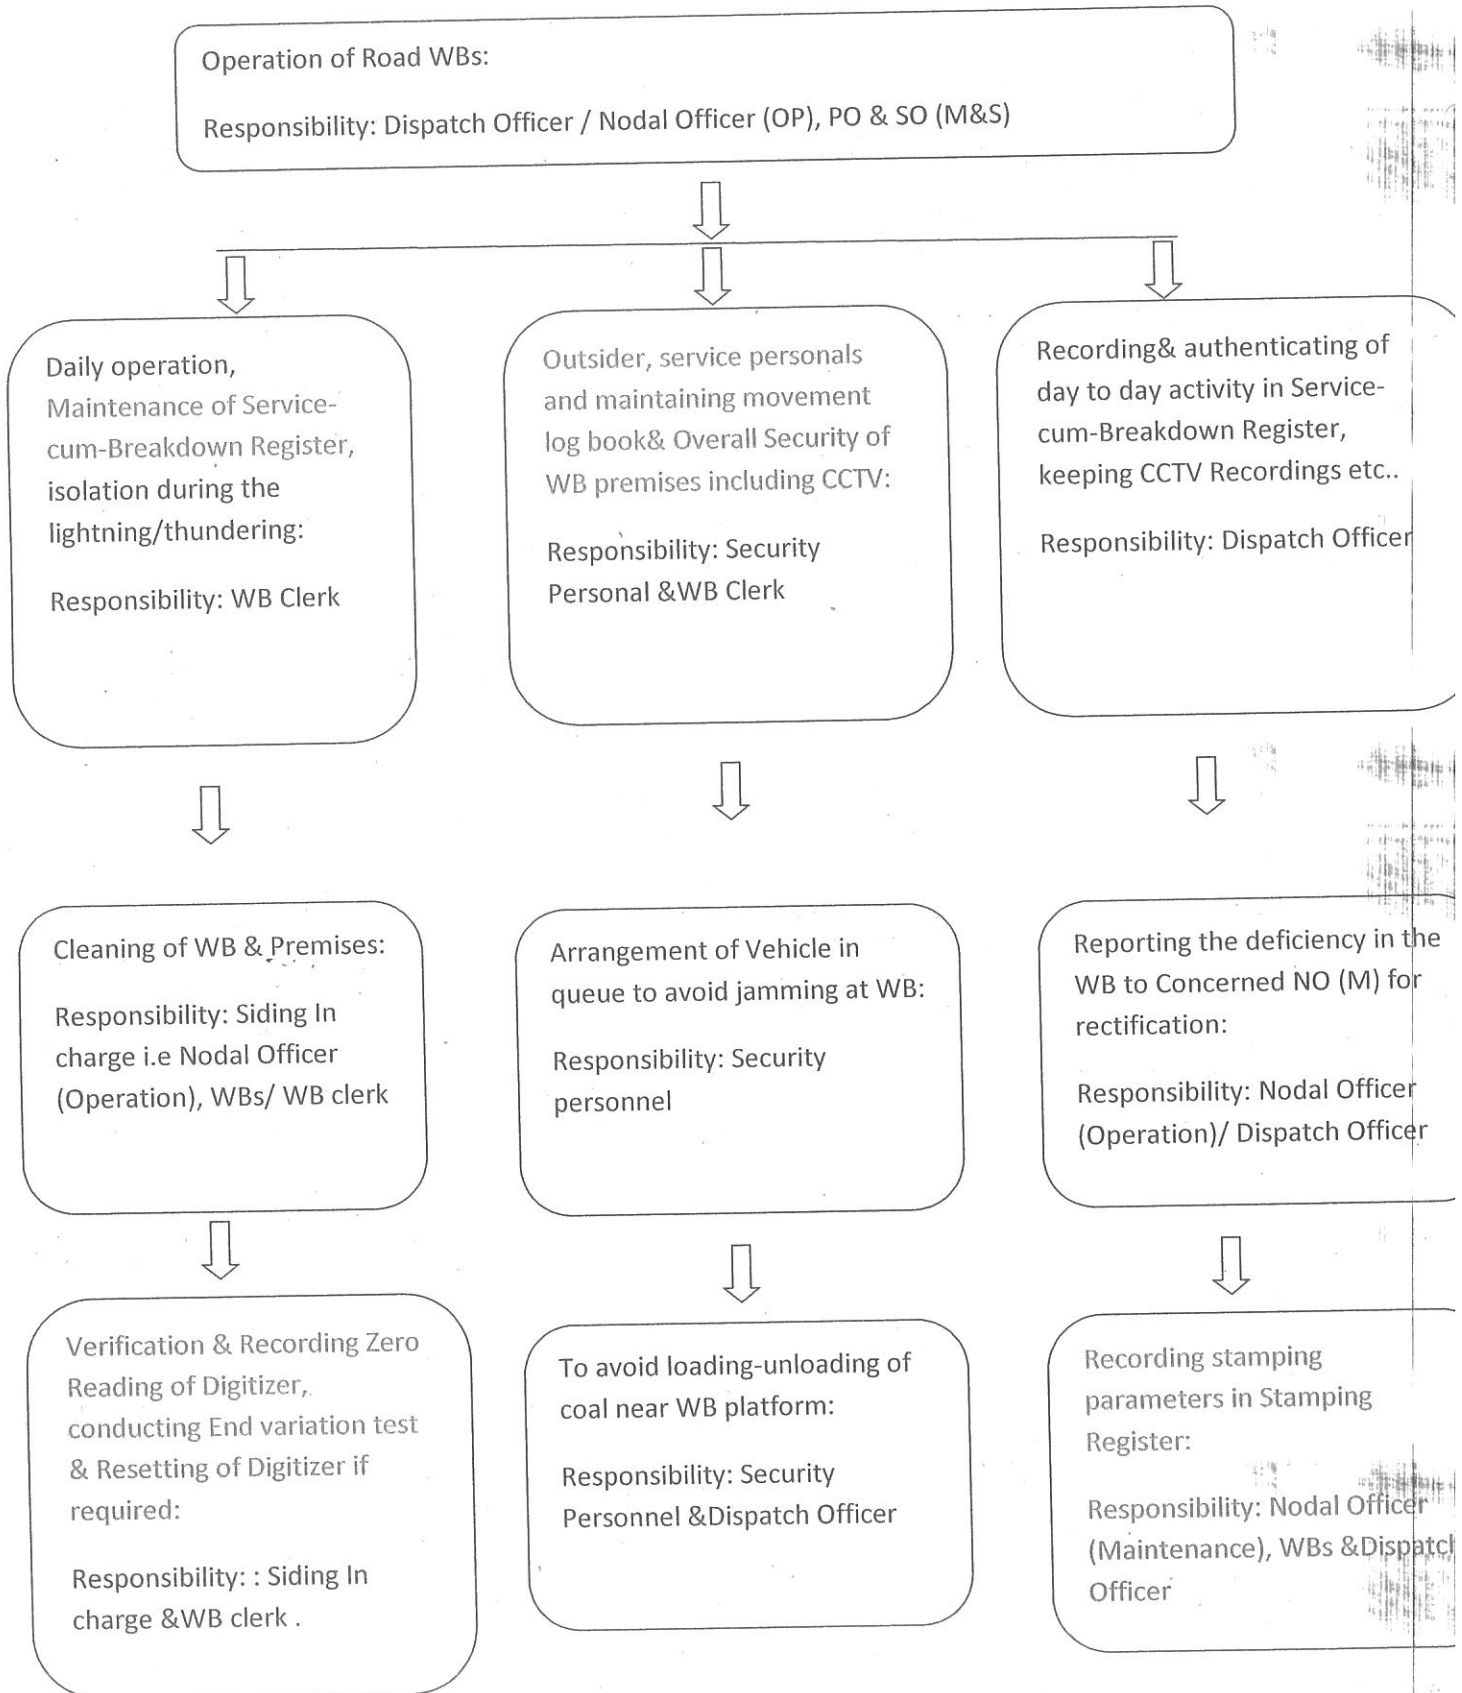 Operation of Road WBs:
Responsibility: Dispatch Officer / Nodal Officer (OP), PO & SO (M&S)
Daily operation,
Maintenance of Service-
cum-Breakdown Register,
isolation during the
lightning/thundering:
Responsibility: WB Clerk
Outsider, service personals
and maintaining movement
log book& Overall Security of
WB premises including CCTV:
Responsibility: Security
Personal &WB Clerk
Recording& authenticating of
day to day activity in Service-
cum-Breakdown Register,
keeping CCTV Recordings etc..
Responsibility: Dispatch Officer
Cleaning of WB & Premises:
Responsibility: Siding In
charge i.e Nodal Officer
(Operation), WBs/ WB clerk
Arrangement of Vehicle in
queue to avoid jamming at WB:
Responsibility: Security
personnel
Reporting the deficiency in the
WB to Concerned NO (M) for
rectification:
Responsibility: Nodal Officer
(Operation)/ Dispatch Officer
Verification & Recording Zero
Reading of Digitizer,
conducting End variation test
& Resetting of Digitizer if
required:
Responsibility: : Siding In
charge &WB clerk .
To avoid loading-unloading of
coal near WB platform:
Responsibility: Security
Personnel &Dispatch Officer
Recording stamping
parameters in Stamping
Register:
Responsibility: Nodal Officer
(Maintenance), WBs &Dispatch
Officer